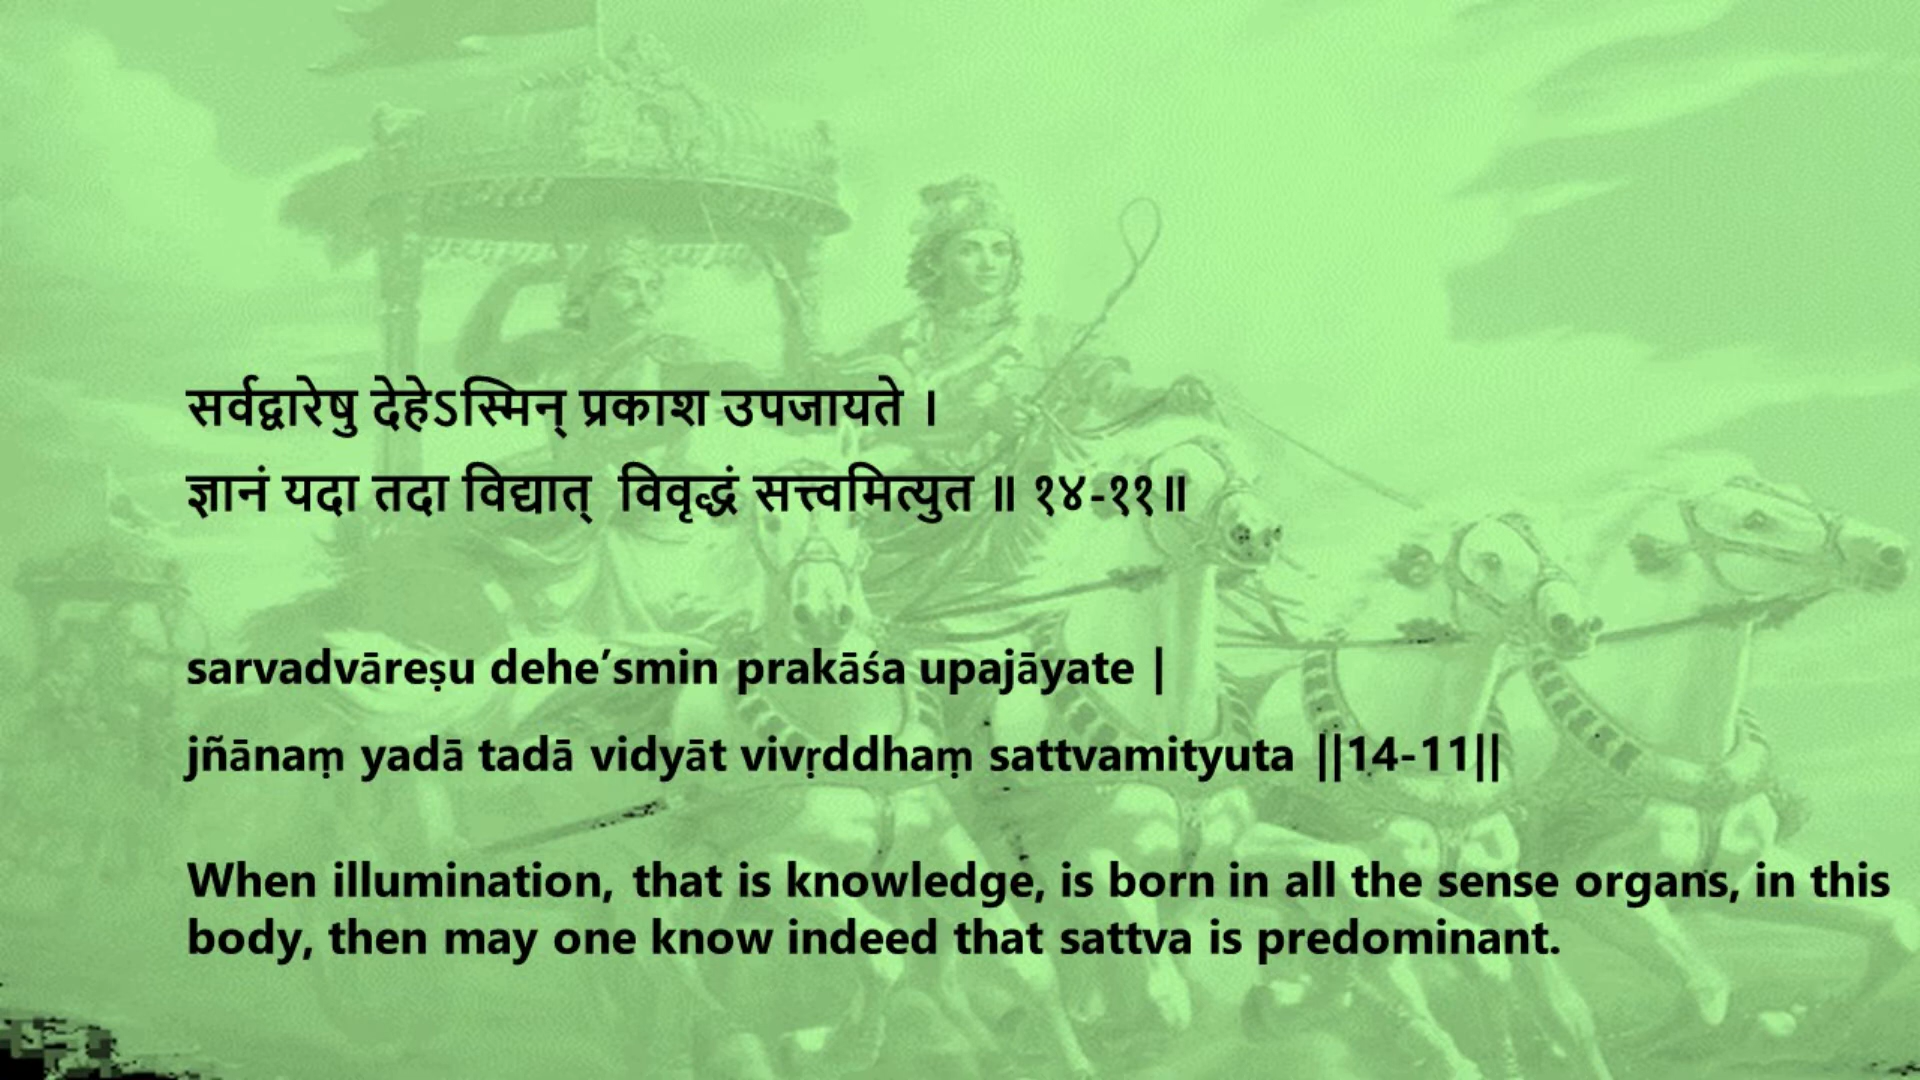 सर्वद्वारेषु देहेऽस्मिन् प्रकाश उपजायते ।
ज्ञानं यदा तदा विद्यात् विवृद्धं सत्त्वमित्युत ॥ १४-११॥
sarvadvāreṣu dehe’smin prakāśa upajāyate |
jñānaṃ yadā tadā vidyāt vivṛddhaṃ sattvamityuta ||14-11||
When illumination, that is knowledge, is born in all the sense organs, in this
body, then may one know indeed that sattva is predominant.